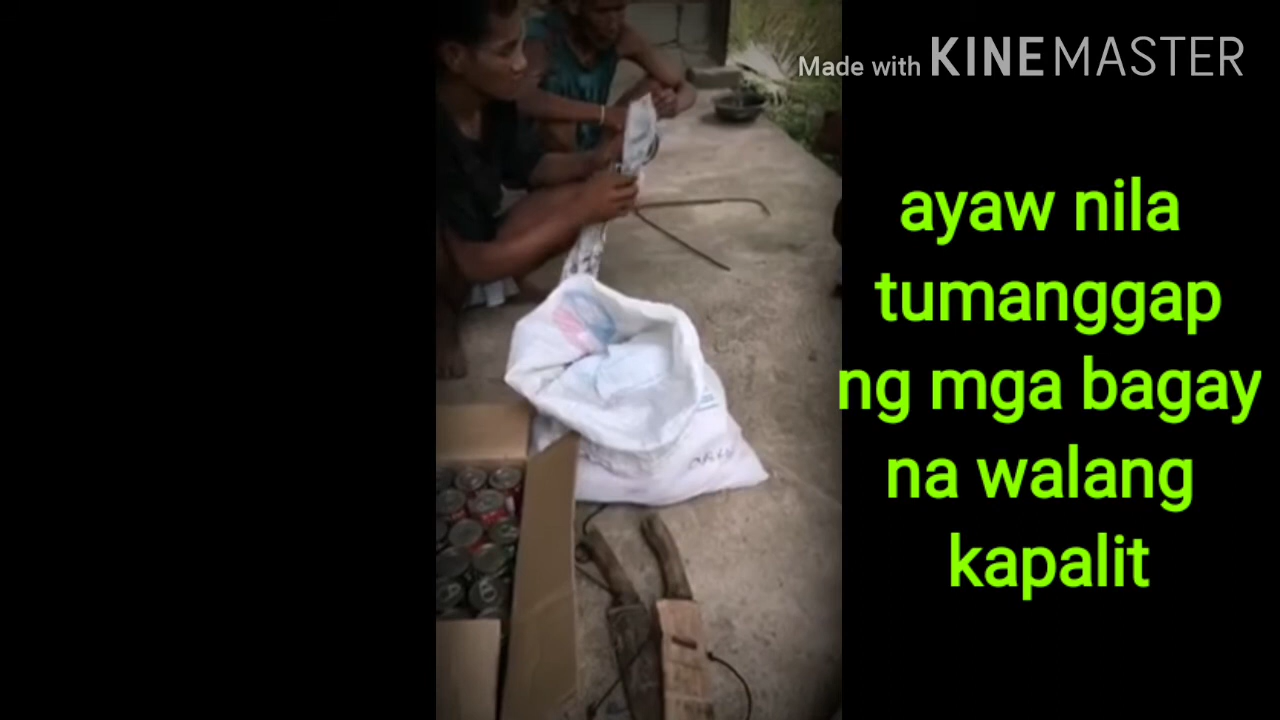 Made with KINEMASTER
ayaw nila
tumanggap
ng mga bagay
na walang
kapalit